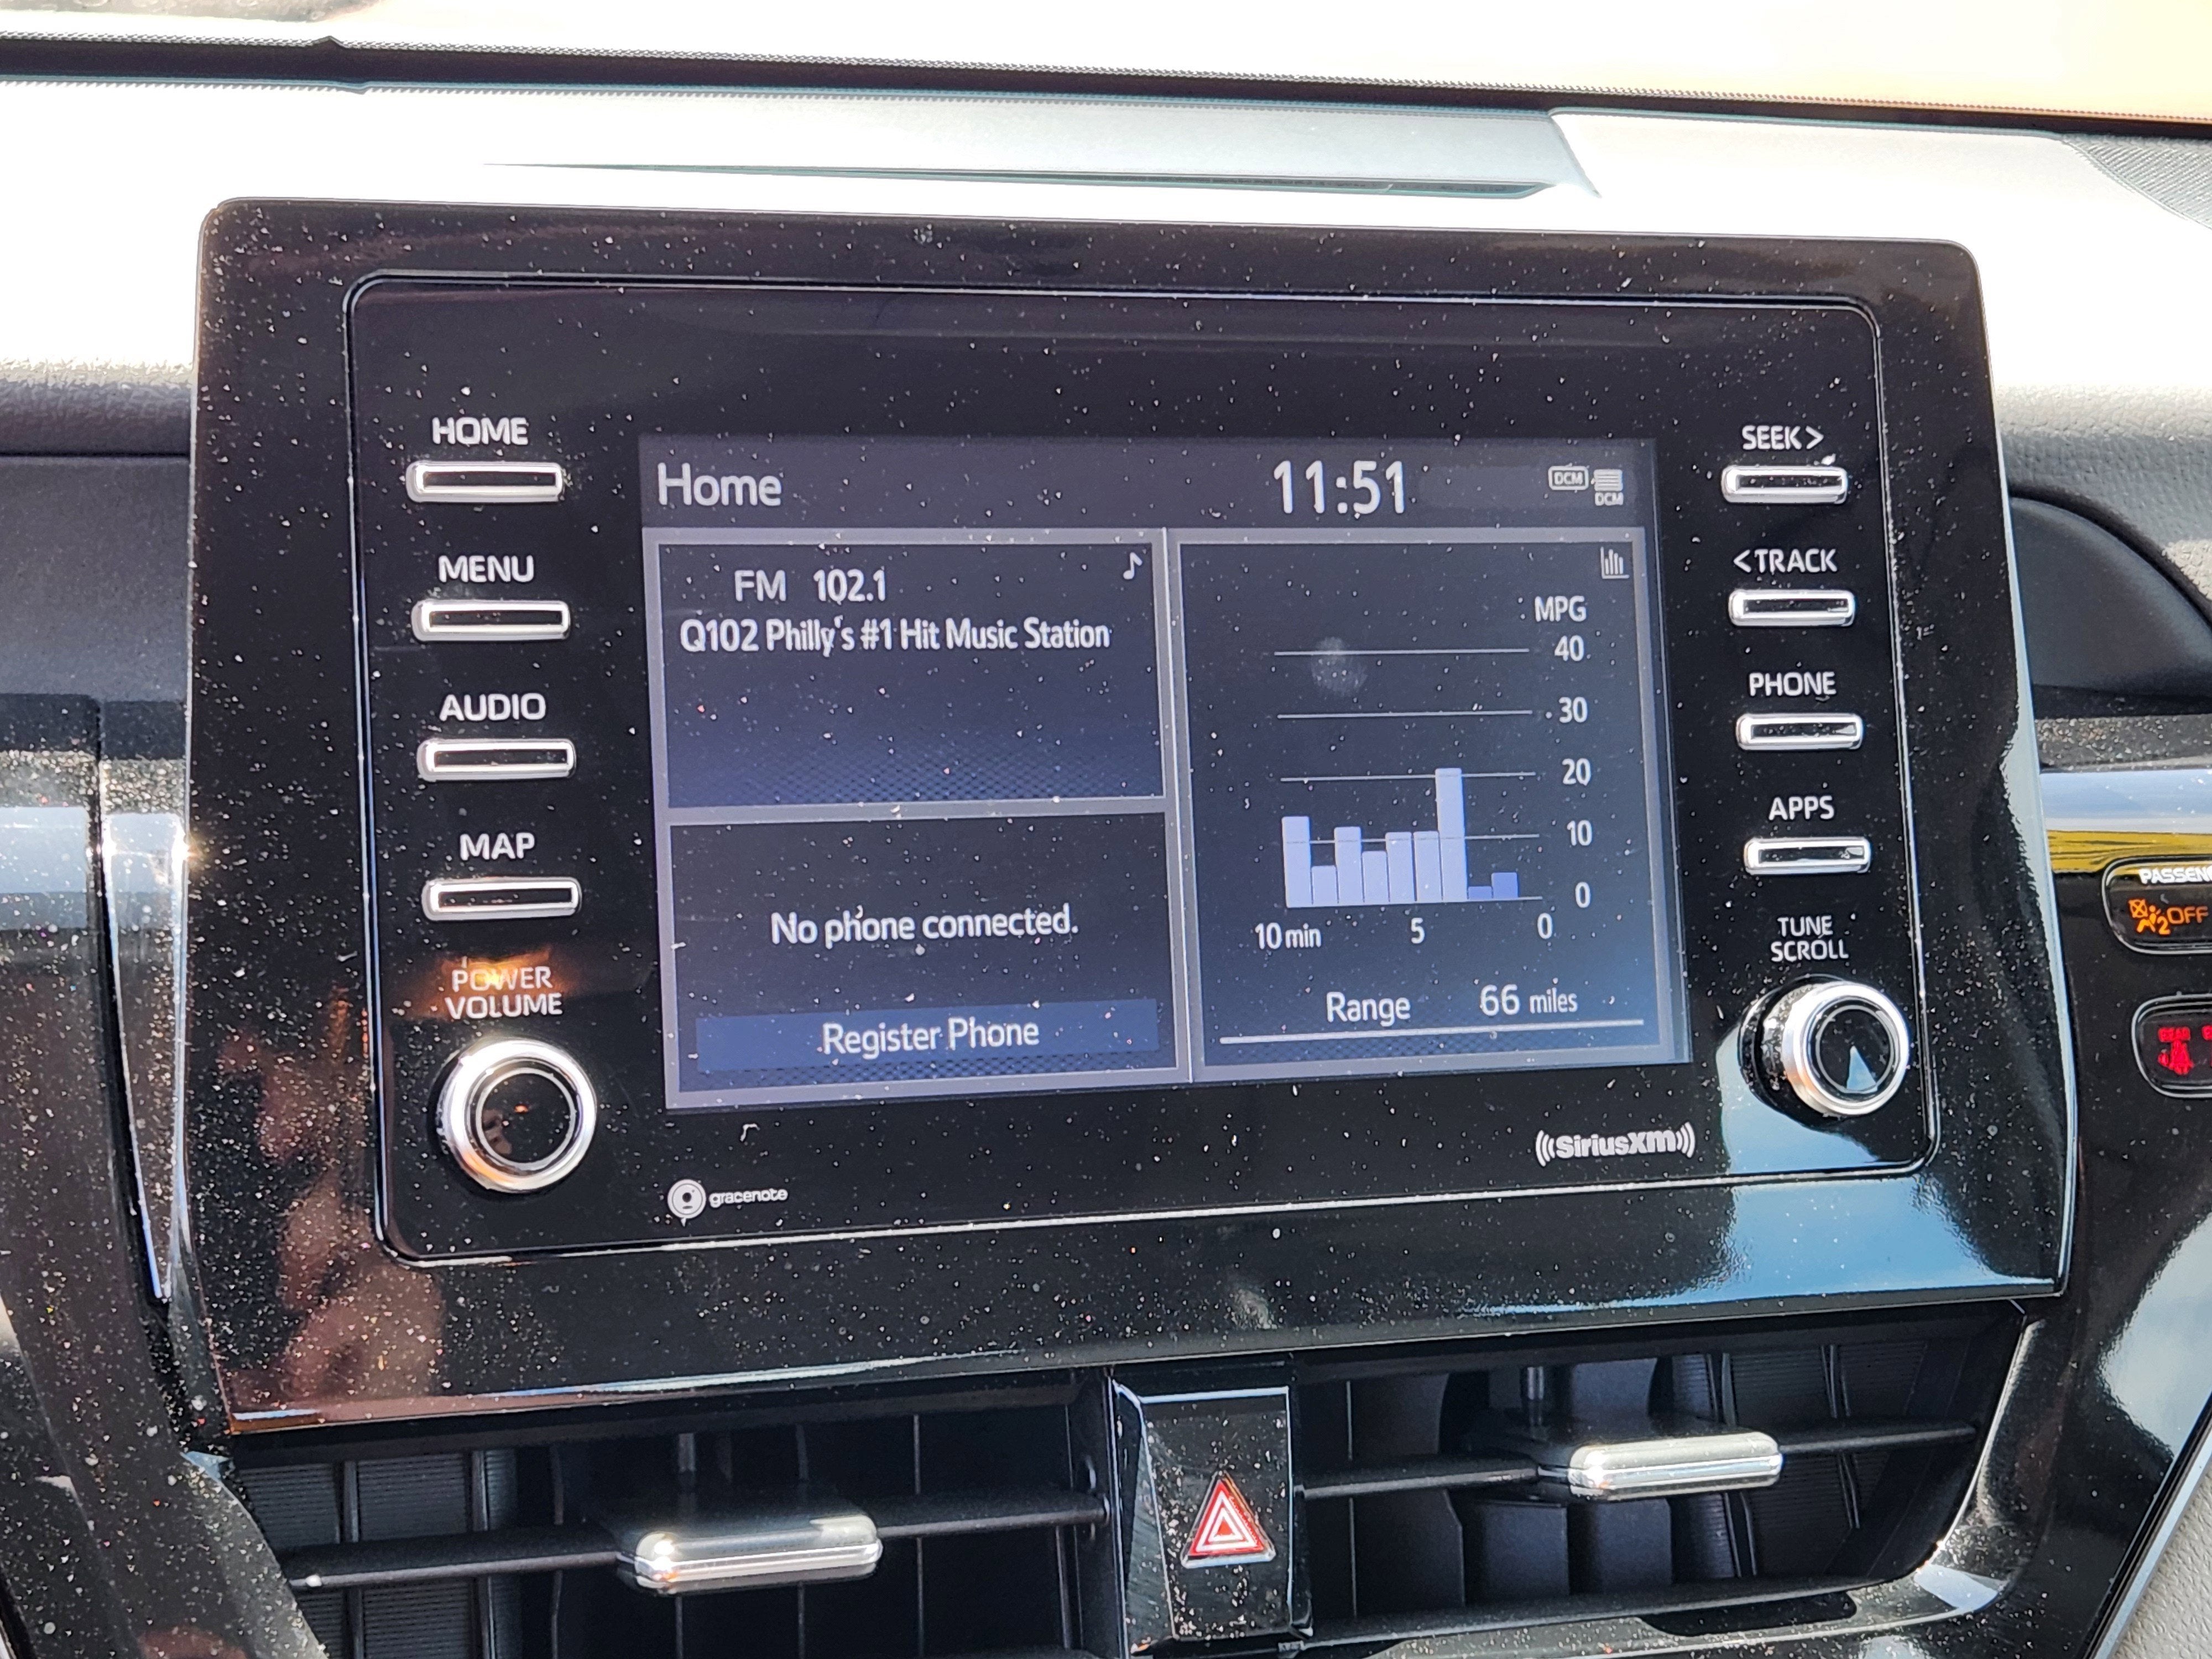 HOME
MENU
AUDIO
MAP
POWER
VOLUME
Home 11:51 DCM
DCM
FM 102.1
Q102 Philly's #1 Hit Music Station
No phone connected.
Register Phone
MPG
40
30
20
10
0
10 min 5 0
Range 66 miles
SEEK >
< TRACK
PHONE
APPS
TUNE
SCROLL
gracenote
((SiriusXM))
OFF
2